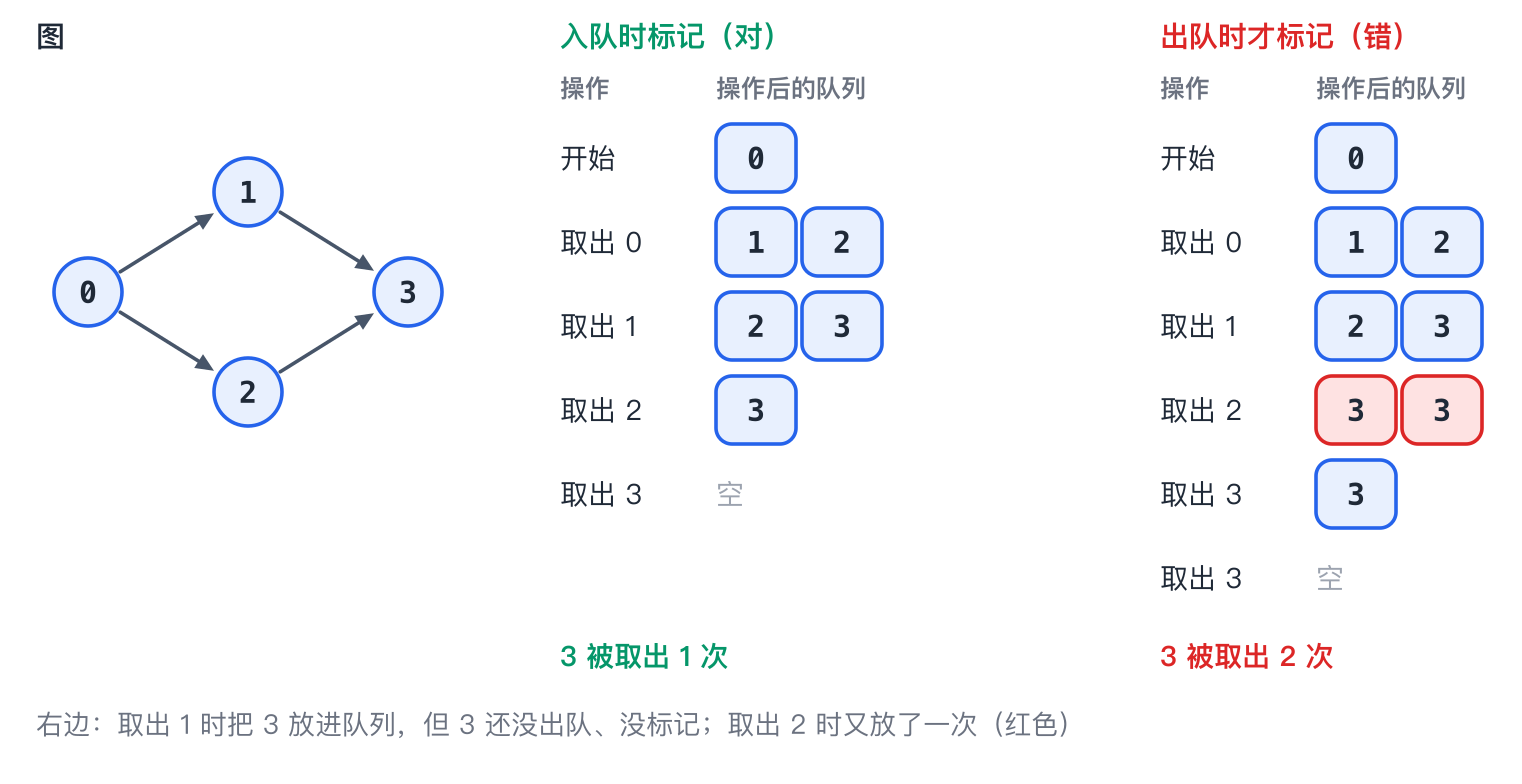 图
1
0
3
2
入队时标记（对）
操作 操作后的队列
开始 0
取出 0 1 2
取出 1 2 3
取出 2 3
取出 3 空
3 被取出 1 次
出队时才标记（错）
操作 操作后的队列
开始 0
取出 0 1 2
取出 1 2 3
取出 2 3 3
取出 3 3
取出 3 空
3 被取出 2 次
右边：取出 1 时把 3 放进队列，但 3 还没出队、没标记；取出 2 时又放了一次（红色）